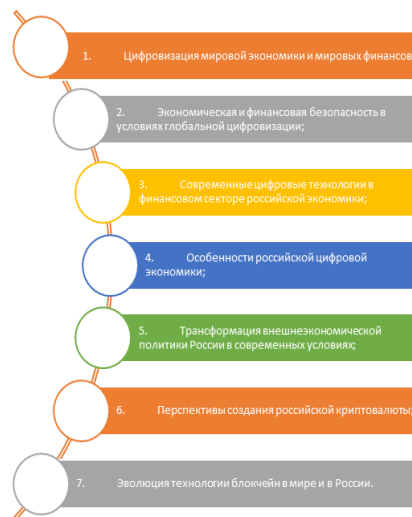 1. Цифровизация мировой экономики и мировых финансов
2. Экономическая и финансовая безопасность в
условиях глобальной цифровизации;
3. Современные цифровые технологии в
финансовом секторе российской экономики;
4. Особенности российской цифровой
экономики;
5. Трансформация внешнеэкономической
политики России в современных условиях;
6. Перспективы создания российской криптовалюты;
7. Эволюция технологии блокчейн в мире и в России.